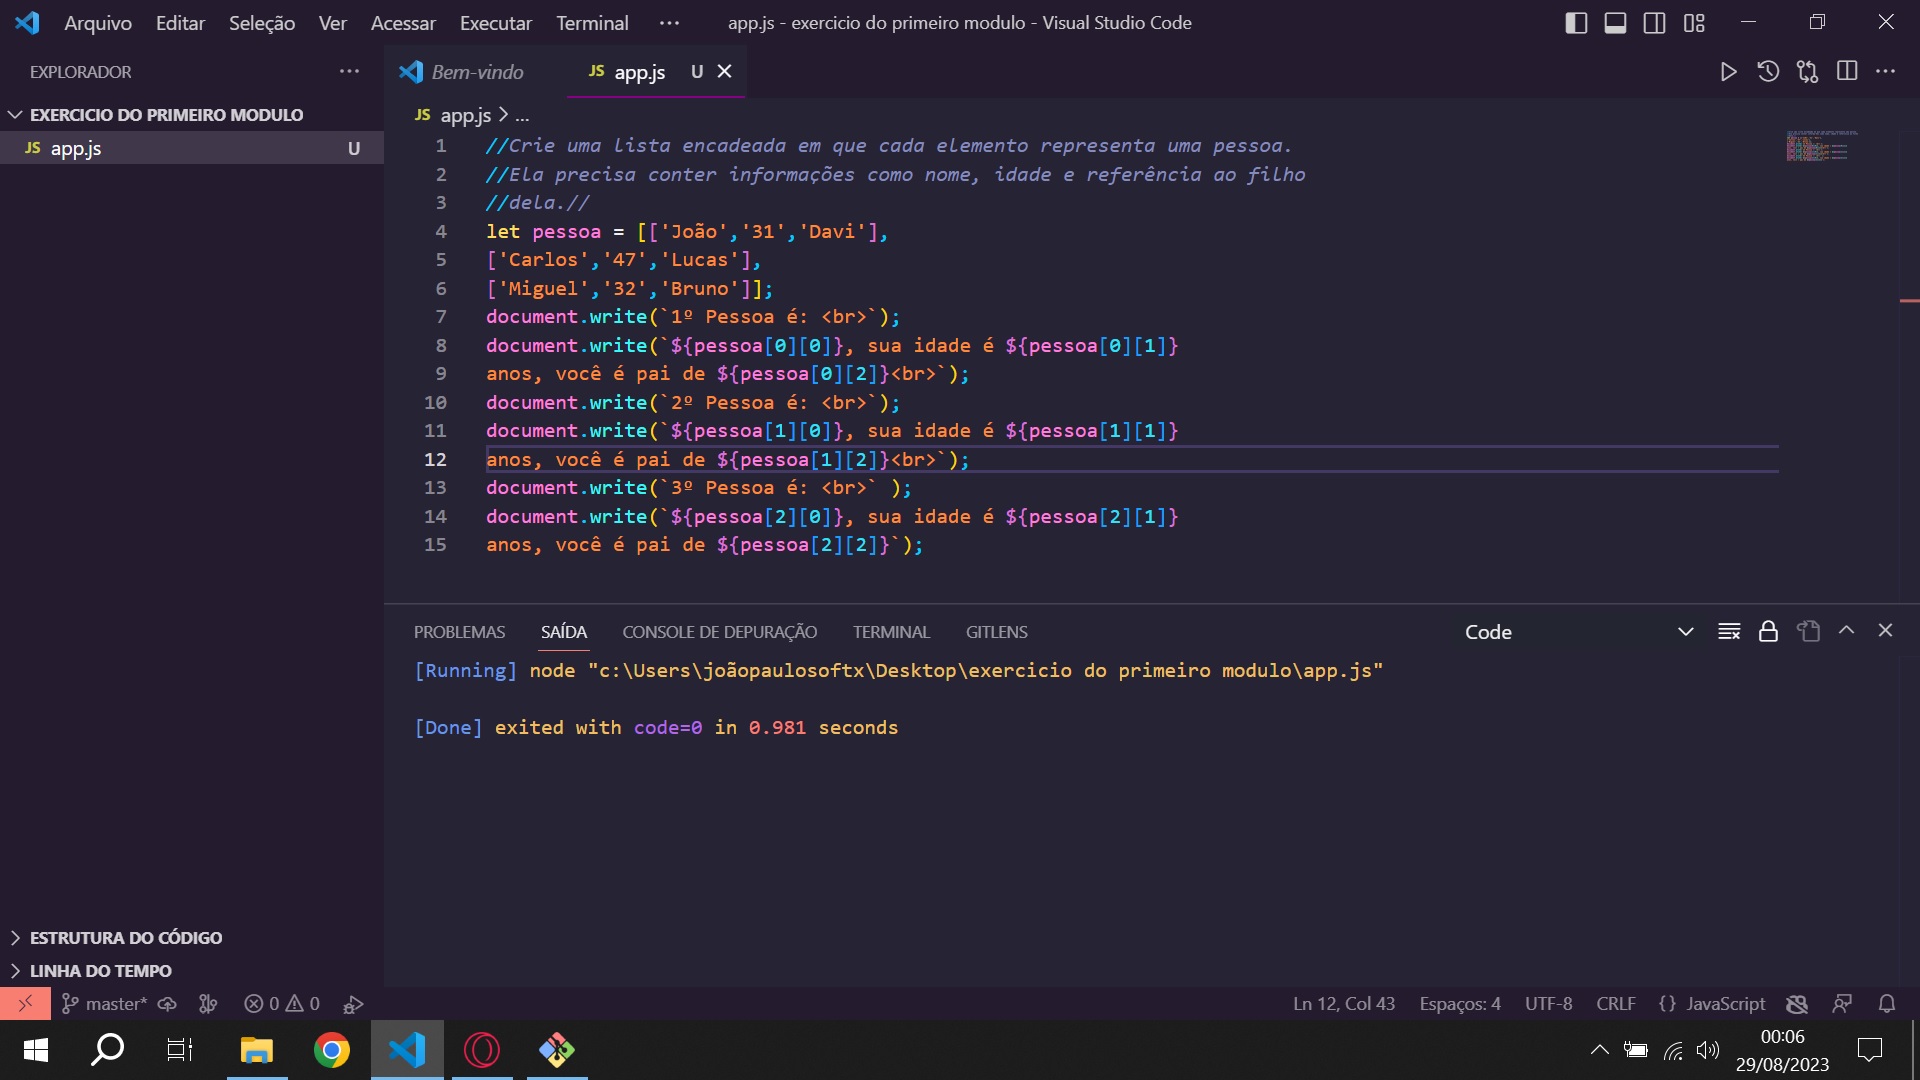 Arquivo Editar Seleção Ver Acessar Executar Terminal ··· app.js - exercicio do primeiro modulo - Visual Studio Code
EXPLORADOR ···
Bem-vindo
JS app.js U
EXERCICIO DO PRIMEIRO MODULO
JS app.js U
JS app.js > ...
1 //Crie uma lista encadeada em que cada elemento representa uma pessoa.
2 //Ela precisa conter informações como nome, idade e referência ao filho
3 //dela.//
4 let pessoa = [['João','31','Davi'],
5 ['Carlos','47','Lucas'],
6 ['Miguel','32','Bruno']];
7 document.write(`1º Pessoa é: <br>`);
8 document.write(`${pessoa[0][0]}, sua idade é ${pessoa[0][1]}
9 anos, você é pai de ${pessoa[0][2]}<br>`);
10 document.write(`2º Pessoa é: <br>`);
11 document.write(`${pessoa[1][0]}, sua idade é ${pessoa[1][1]}
12 anos, você é pai de ${pessoa[1][2]}<br>`);
13 document.write(`3º Pessoa é: <br>` );
14 document.write(`${pessoa[2][0]}, sua idade é ${pessoa[2][1]}
15 anos, você é pai de ${pessoa[2][2]}`);
PROBLEMAS SAÍDA CONSOLE DE DEPURAÇÃO TERMINAL GITLENS Code
[Running] node "c:\Users\joãopaulosoftx\Desktop\exercicio do primeiro modulo\app.js"
[Done] exited with code=0 in 0.981 seconds
ESTRUTURA DO CÓDIGO
LINHA DO TEMPO
master* 0 0 Ln 12, Col 43 Espaços: 4 UTF-8 CRLF {} JavaScript
00:06
29/08/2023